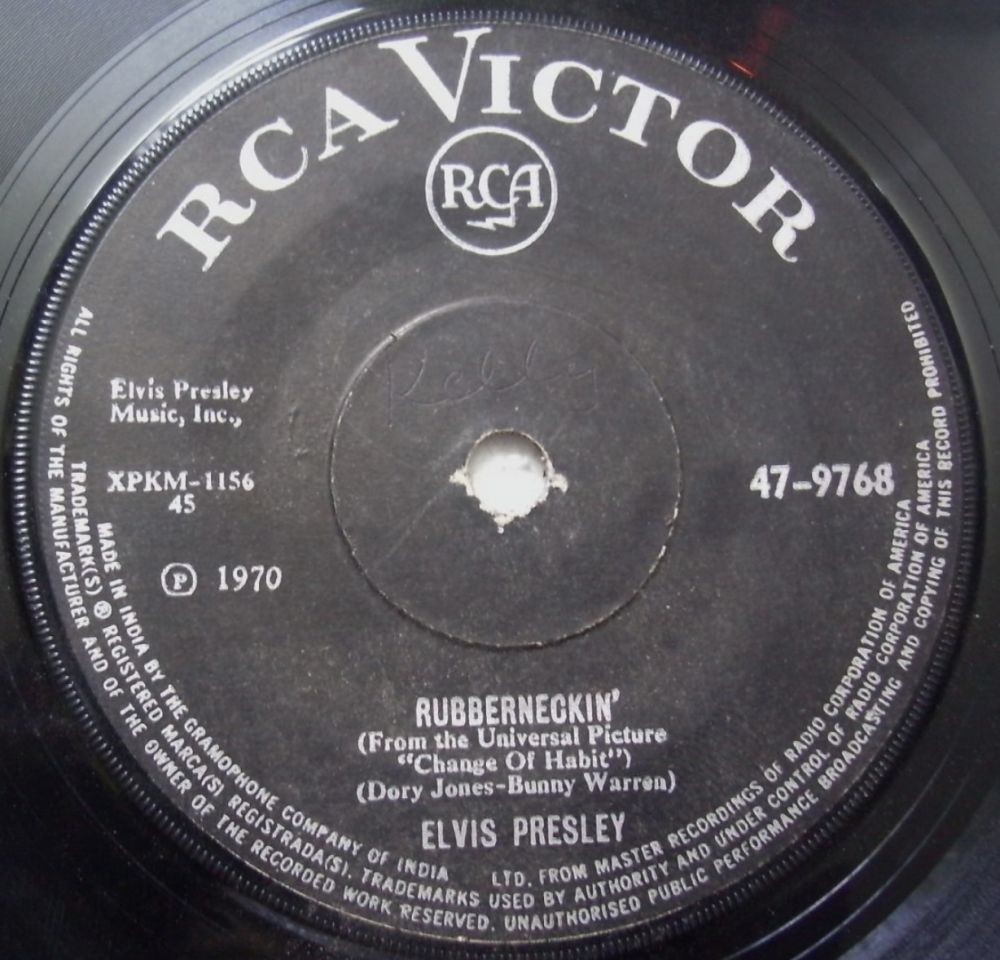 RCA VICTOR
RCA
Elvis Presley
Music, Inc.,
XPKM-1156
45
47-9768
Ⓟ 1970
RUBBERNECKIN'
(From the Universal Picture
"Change Of Habit")
(Dory Jones-Bunny Warren)
ELVIS PRESLEY
MADE IN INDIA BY THE GRAMOPHONE COMPANY OF INDIA LTD. FROM MASTER RECORDINGS OF RADIO CORPORATION OF AMERICA
TRADEMARK(S) ® REGISTERED MARCA(S) REGISTRADA(S). TRADEMARKS USED BY AUTHORITY AND UNDER CONTROL OF RADIO CORPORATION OF AMERICA
ALL RIGHTS OF THE MANUFACTURER AND OF THE OWNER OF THE RECORDED WORK RESERVED. UNAUTHORISED PUBLIC PERFORMANCE BROADCASTING AND COPYING OF THIS RECORD PROHIBITED